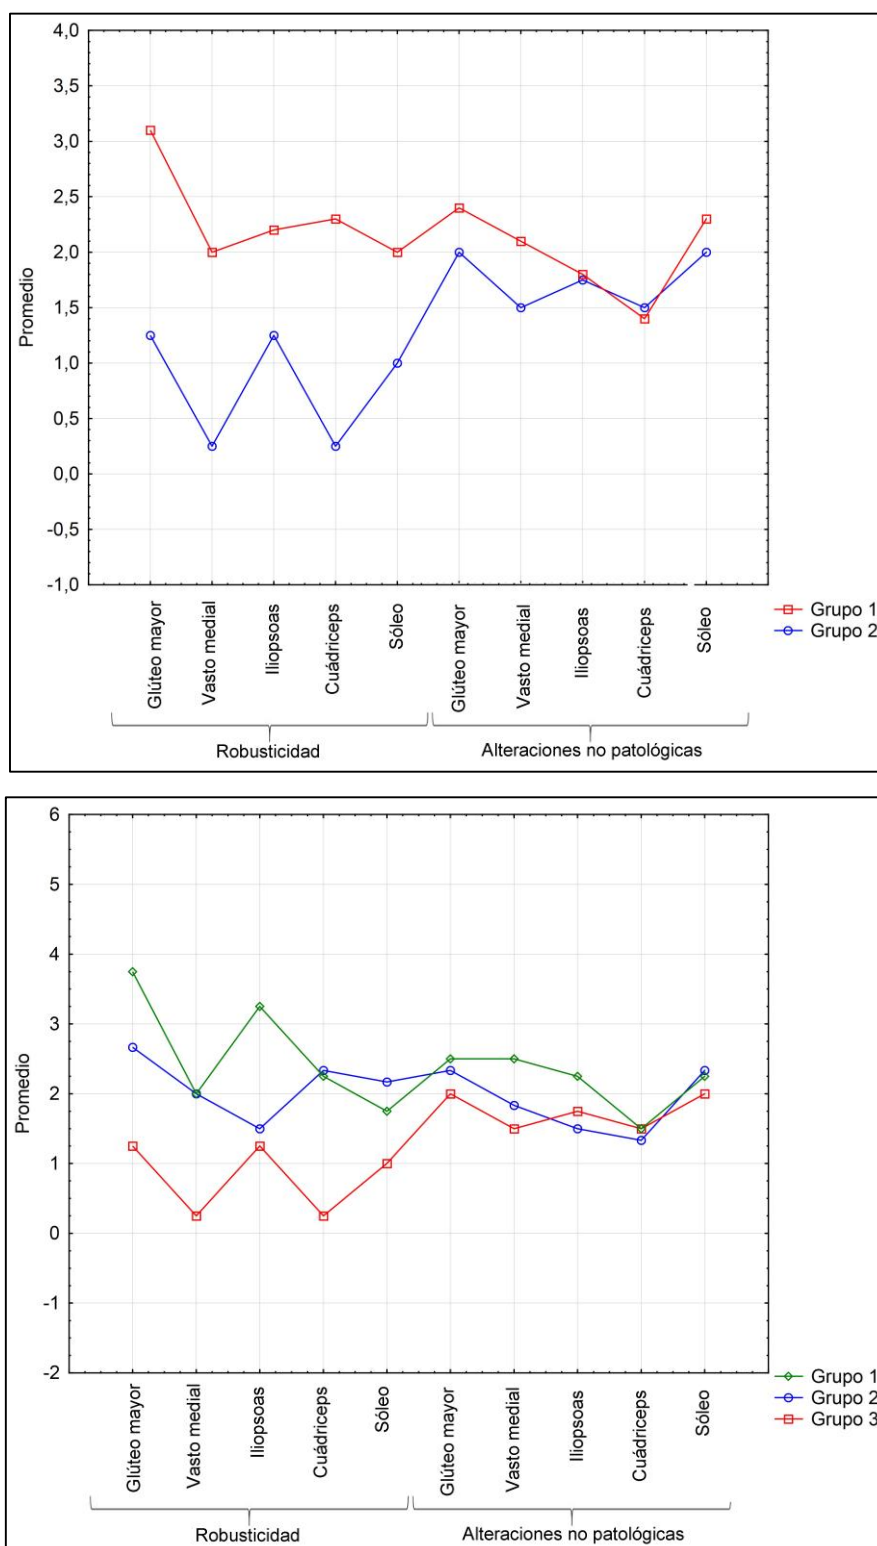 4,0
3,5
3,0
2,5
2,0
1,5
1,0
0,5
0,0
-0,5
-1,0
Promedio
Glúteo mayor
Vasto medial
Iliopsoas
Cuádriceps
Sóleo
Glúteo mayor
Vasto medial
Iliopsoas
Cuádriceps
Sóleo
Grupo 1
Grupo 2
Robusticidad
Alteraciones no patológicas
6
5
4
3
2
1
0
-1
-2
Promedio
Glúteo mayor
Vasto medial
Iliopsoas
Cuádriceps
Sóleo
Glúteo mayor
Vasto medial
Iliopsoas
Cuádriceps
Sóleo
Grupo 1
Grupo 2
Grupo 3
Robusticidad
Alteraciones no patológicas